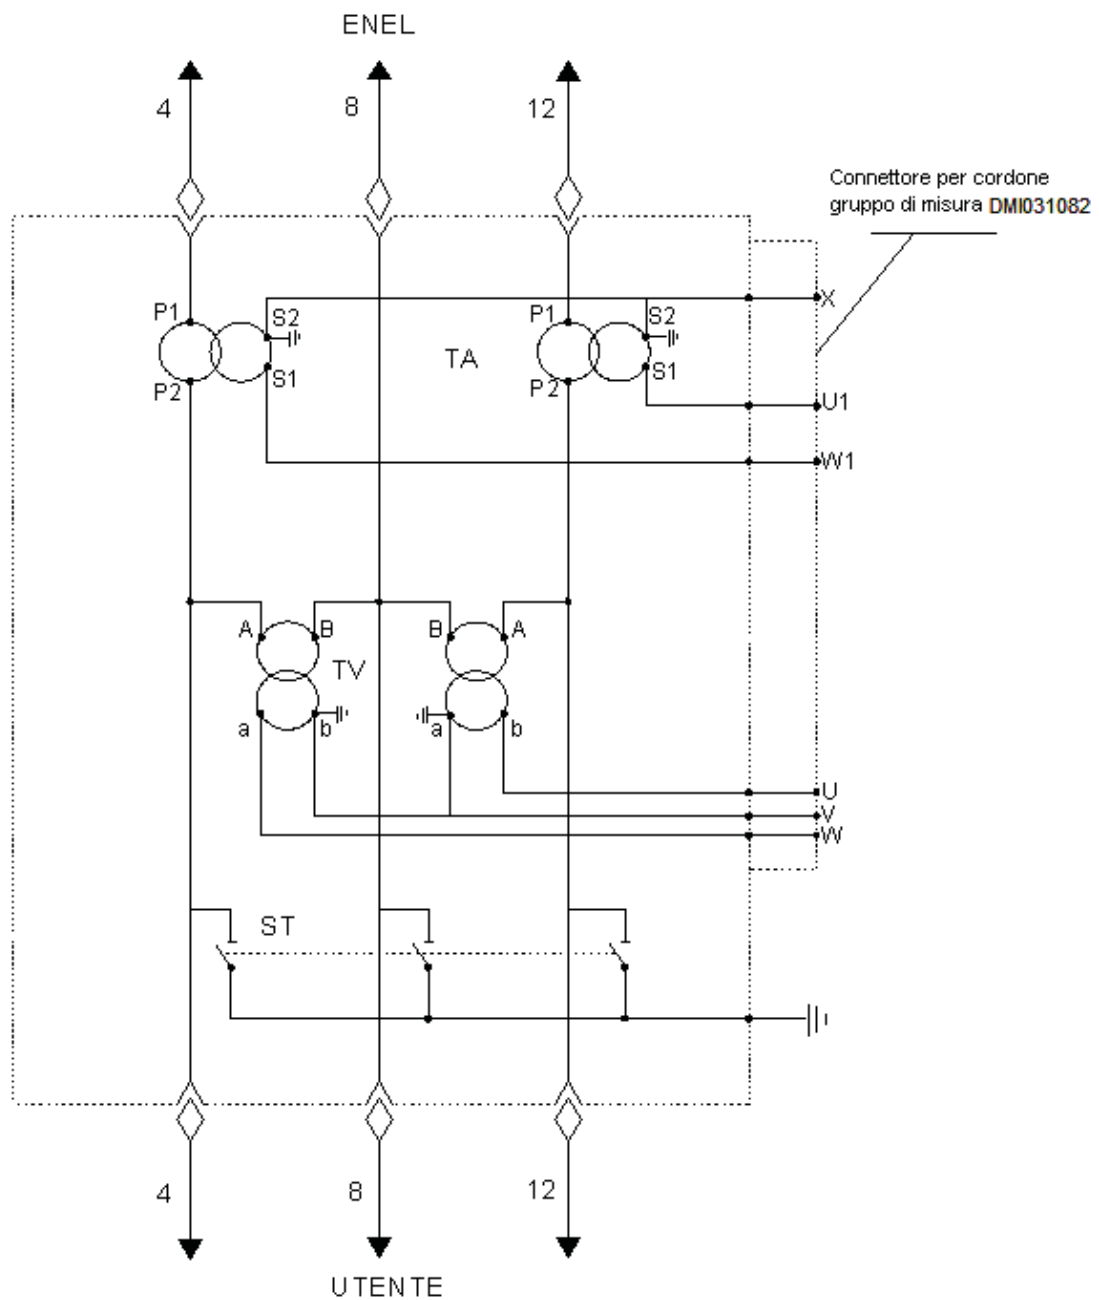 ENEL
4
8
12
Connettore per cordone
gruppo di misura DMI031082
X
P1
S2
P1
S2
TA
P2
S1
P2
S1
U1
W1
A
B
B
A
TV
a
b
a
b
U
V
W
ST
4
8
12
UTENTE